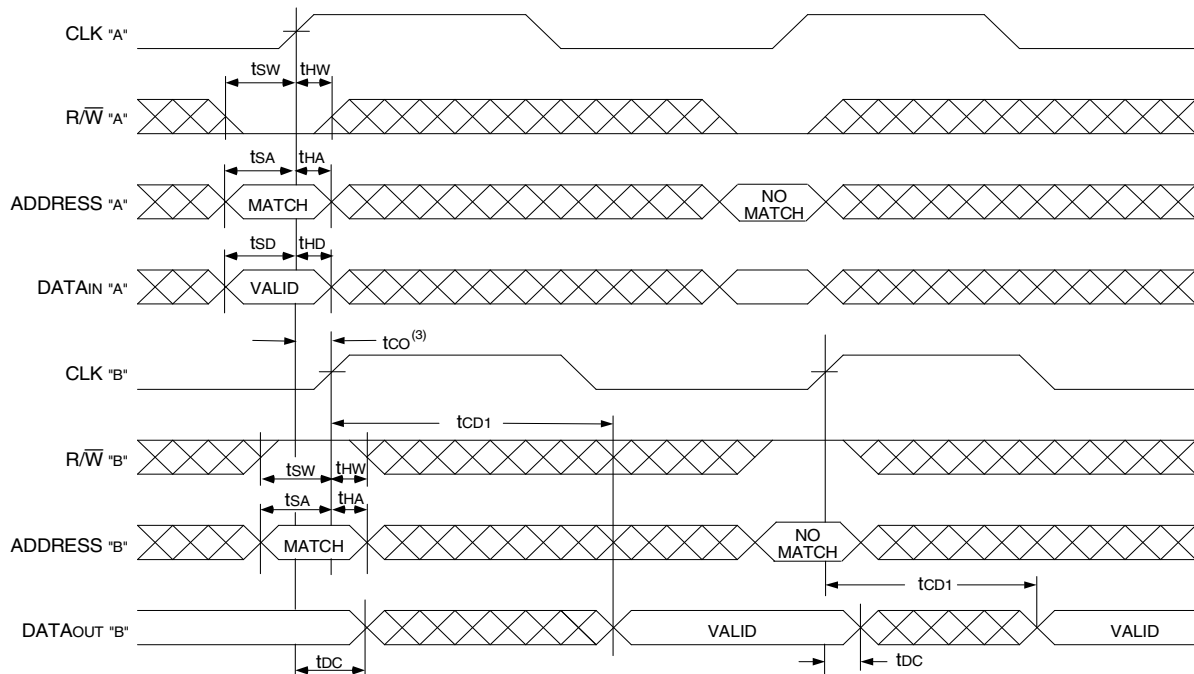 CLK "A"
tSW tHW
R/W̅ "A"
tSA tHA
ADDRESS "A" MATCH NO MATCH
tSD tHD
DATAIN "A" VALID
tCO(3)
CLK "B"
tCD1
R/W̅ "B"
tSW tHW
tSA tHA
ADDRESS "B" MATCH NO MATCH
tCD1
DATAOUT "B" VALID VALID
tDC tDC